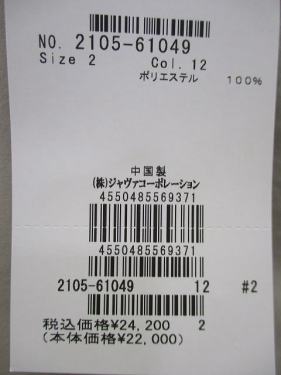 NO. 2105-61049
Size 2 Col. 12
ポリエステル 100%
中国製
(株)ジャヴァコーポレーション
4550485569371
4550485569371
2105-61049 12 #2
税込価格¥24,200 2
(本体価格¥22,000)